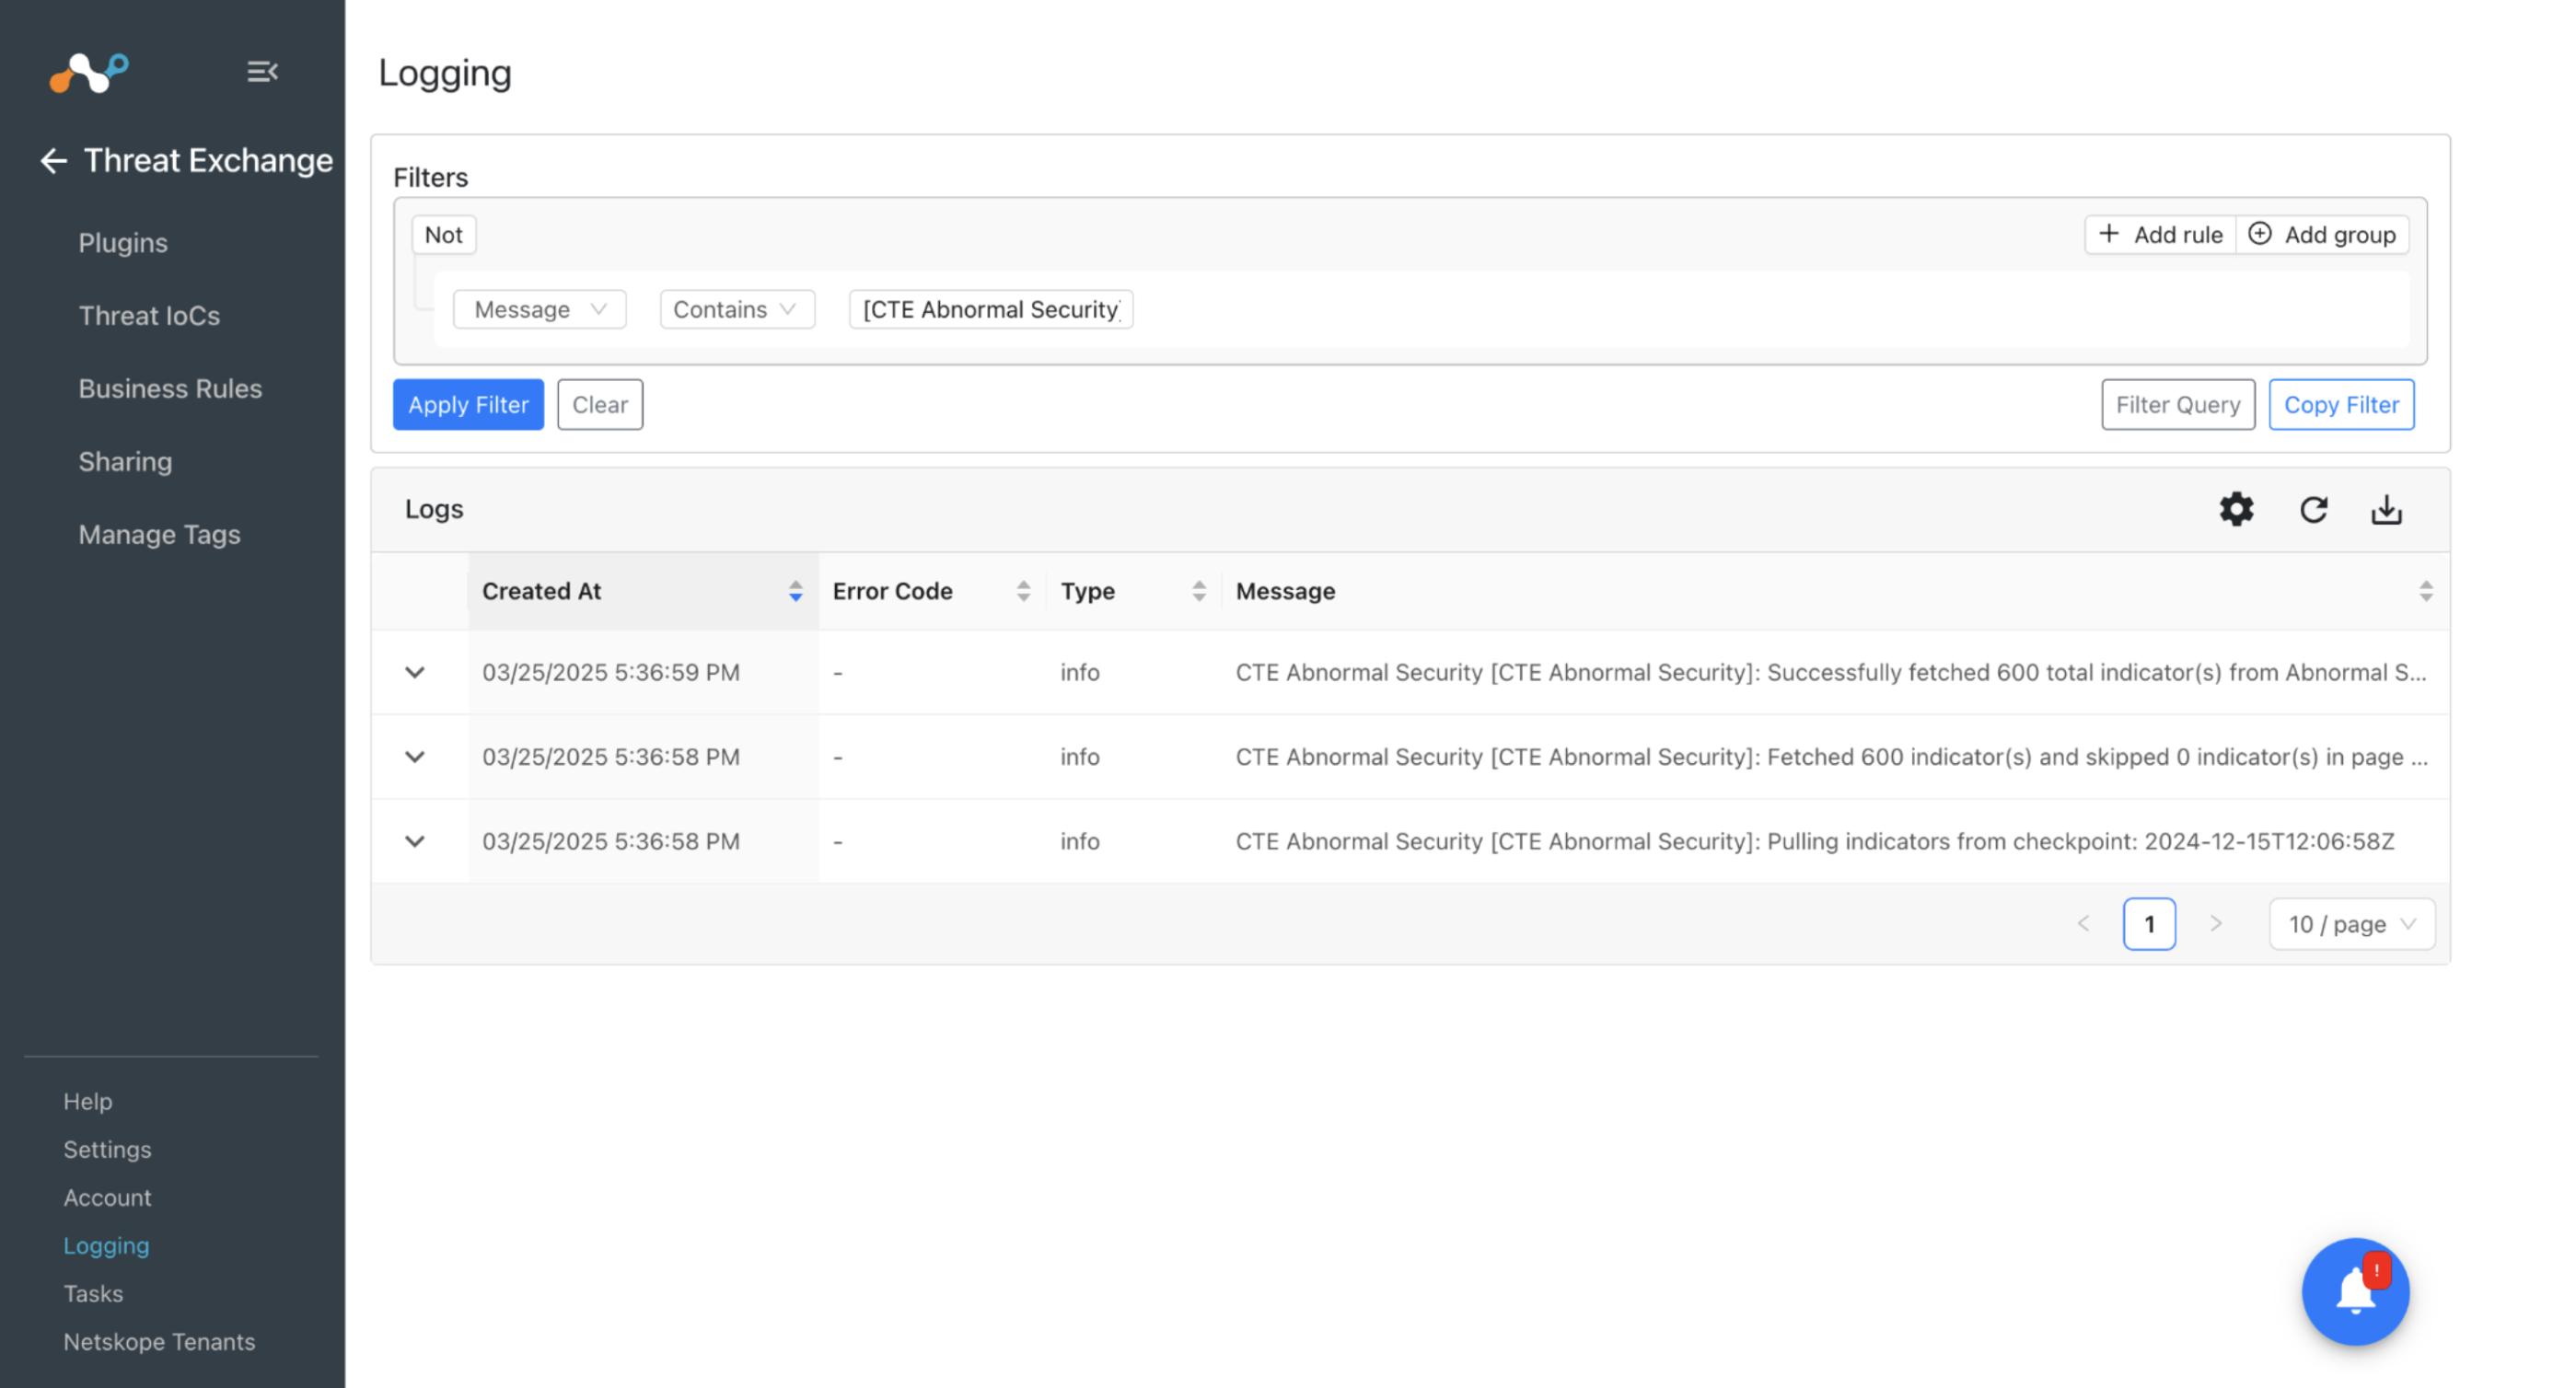 Threat Exchange
Plugins
Threat IoCs
Business Rules
Sharing
Manage Tags
Help
Settings
Account
Logging
Tasks
Netskope Tenants
Logging
Filters
Not
Add rule
Add group
Message
Contains
[CTE Abnormal Security]
Apply Filter
Clear
Filter Query
Copy Filter
Logs
Created At
Error Code
Type
Message
03/25/2025 5:36:59 PM - info CTE Abnormal Security [CTE Abnormal Security]: Successfully fetched 600 total indicator(s) from Abnormal S...
03/25/2025 5:36:58 PM - info CTE Abnormal Security [CTE Abnormal Security]: Fetched 600 indicator(s) and skipped 0 indicator(s) in page ...
03/25/2025 5:36:58 PM - info CTE Abnormal Security [CTE Abnormal Security]: Pulling indicators from checkpoint: 2024-12-15T12:06:58Z
< 1 > 10 / page
!